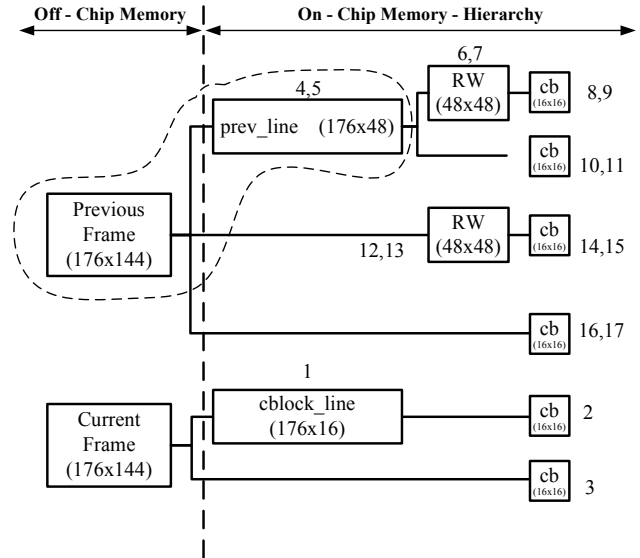 Off - Chip Memory
On - Chip Memory - Hierarchy
6,7
4,5
RW
(48x48)
cb
(16x16)
8,9
prev_line (176x48)
cb
(16x16)
10,11
Previous
Frame
(176x144)
RW
(48x48)
cb
(16x16)
12,13
14,15
cb
(16x16)
16,17
1
cblock_line
(176x16)
cb
(16x16)
2
Current
Frame
(176x144)
cb
(16x16)
3